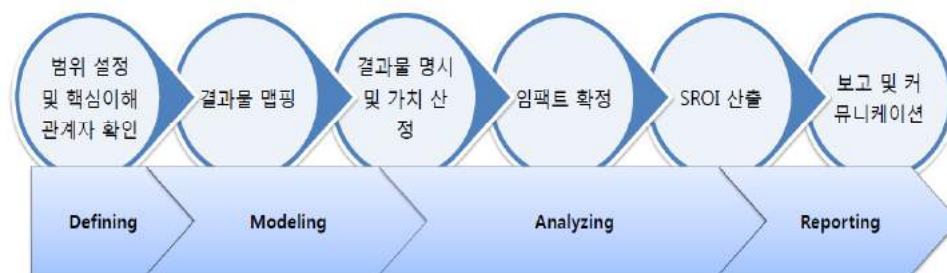 범위 설정
및 핵심이해
관계자 확인
결과물 맵핑
결과물 명시
및 가치 산
정
임팩트 확정
SROI 산출
보고 및 커
뮤니케이션
Defining
Modeling
Analyzing
Reporting